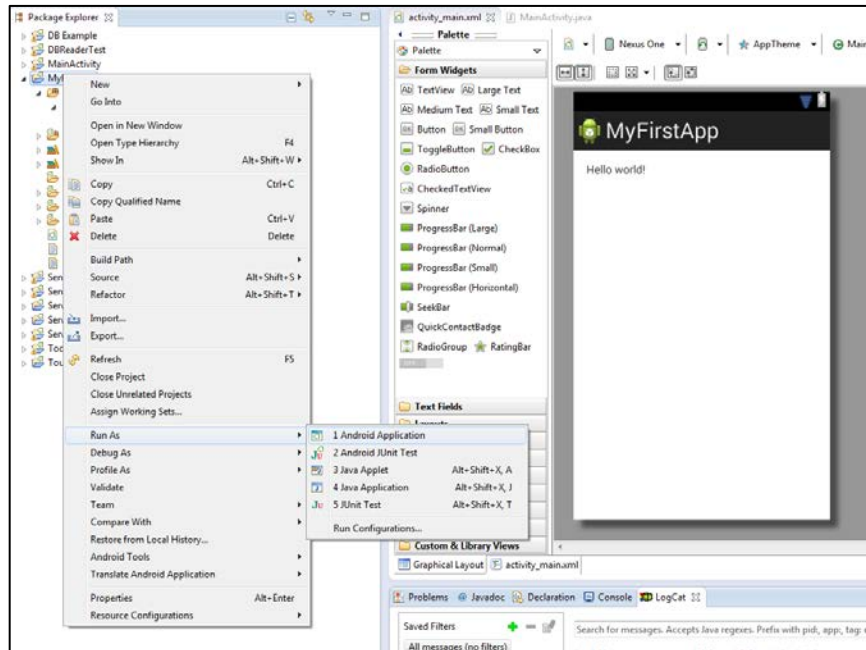 Package Explorer
DB Example
DBReaderTest
MainActivity
New
Go Into
Open in New Window
Open Type Hierarchy F4
Show In Alt+Shift+W
Copy Ctrl+C
Copy Qualified Name
Paste Ctrl+V
Delete Delete
Build Path
Source Alt+Shift+S
Refactor Alt+Shift+T
Import...
Export...
Refresh F5
Close Project
Close Unrelated Projects
Assign Working Sets...
Run As
Debug As
Profile As
Validate
Team
Compare With
Restore from Local History...
Android Tools
Translate Android Application
Properties Alt+Enter
Resource Configurations
1 Android Application
2 Android JUnit Test
3 Java Applet Alt+Shift+X, A
4 Java Application Alt+Shift+X, J
5 JUnit Test Alt+Shift+X, T
Run Configurations...
activity_main.xml MainActivity.java
Palette
Palette
Form Widgets
TextView Large Text
Medium Text Small Text
Button Small Button
ToggleButton CheckBox
RadioButton
CheckedTextView
Spinner
ProgressBar (Large)
ProgressBar (Normal)
ProgressBar (Small)
ProgressBar (Horizontal)
SeekBar
QuickContactBadge
RadioGroup RatingBar
Text Fields
Custom & Library Views
Graphical Layout activity_main.xml
Nexus One AppTheme Main
MyFirstApp
Hello world!
Problems Javadoc Declaration Console LogCat
Saved Filters
All messages (no filters)
Search for messages. Accepts Java regexes. Prefix with pid:, app:, tag: